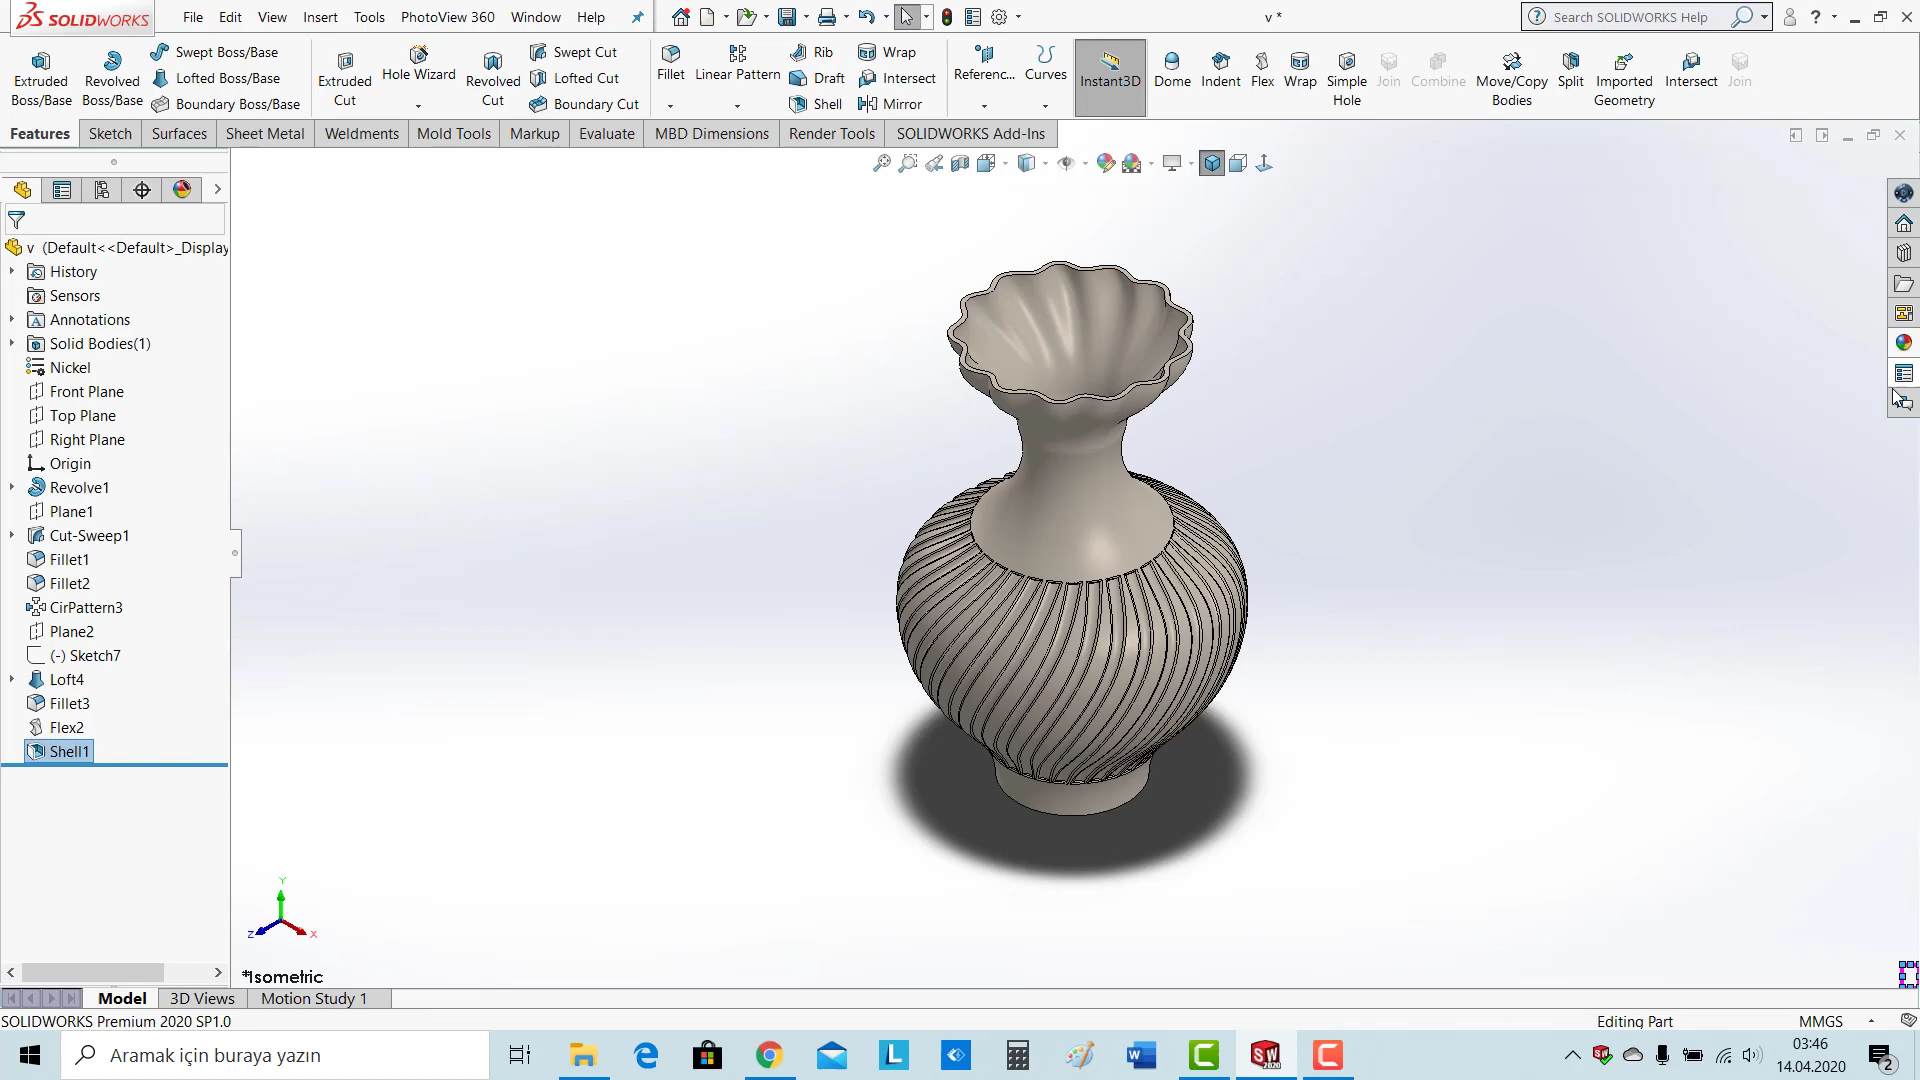 SOLIDWORKS File Edit View Insert Tools PhotoView 360 Window Help v * Search SOLIDWORKS Help ?
Extruded Boss/Base
Revolved Boss/Base
Swept Boss/Base
Lofted Boss/Base
Boundary Boss/Base
Extruded Cut
Hole Wizard
Revolved Cut
Swept Cut
Lofted Cut
Boundary Cut
Fillet
Linear Pattern
Rib
Draft
Shell
Wrap
Intersect
Mirror
Referenc...
Curves
Instant3D
Dome
Indent
Flex
Wrap
Simple Hole
Join
Combine
Move/Copy Bodies
Split
Imported Geometry
Intersect
Join
Features Sketch Surfaces Sheet Metal Weldments Mold Tools Markup Evaluate MBD Dimensions Render Tools SOLIDWORKS Add-Ins
v (Default<<Default>_Display
History
Sensors
Annotations
Solid Bodies(1)
Nickel
Front Plane
Top Plane
Right Plane
Origin
Revolve1
Plane1
Cut-Sweep1
Fillet1
Fillet2
CirPattern3
Plane2
(-) Sketch7
Loft4
Fillet3
Flex2
Shell1
Y
Z
X
*Isometric
Model 3D Views Motion Study 1
SOLIDWORKS Premium 2020 SP1.0 Editing Part MMGS
Aramak için buraya yazın
03:46
14.04.2020
2